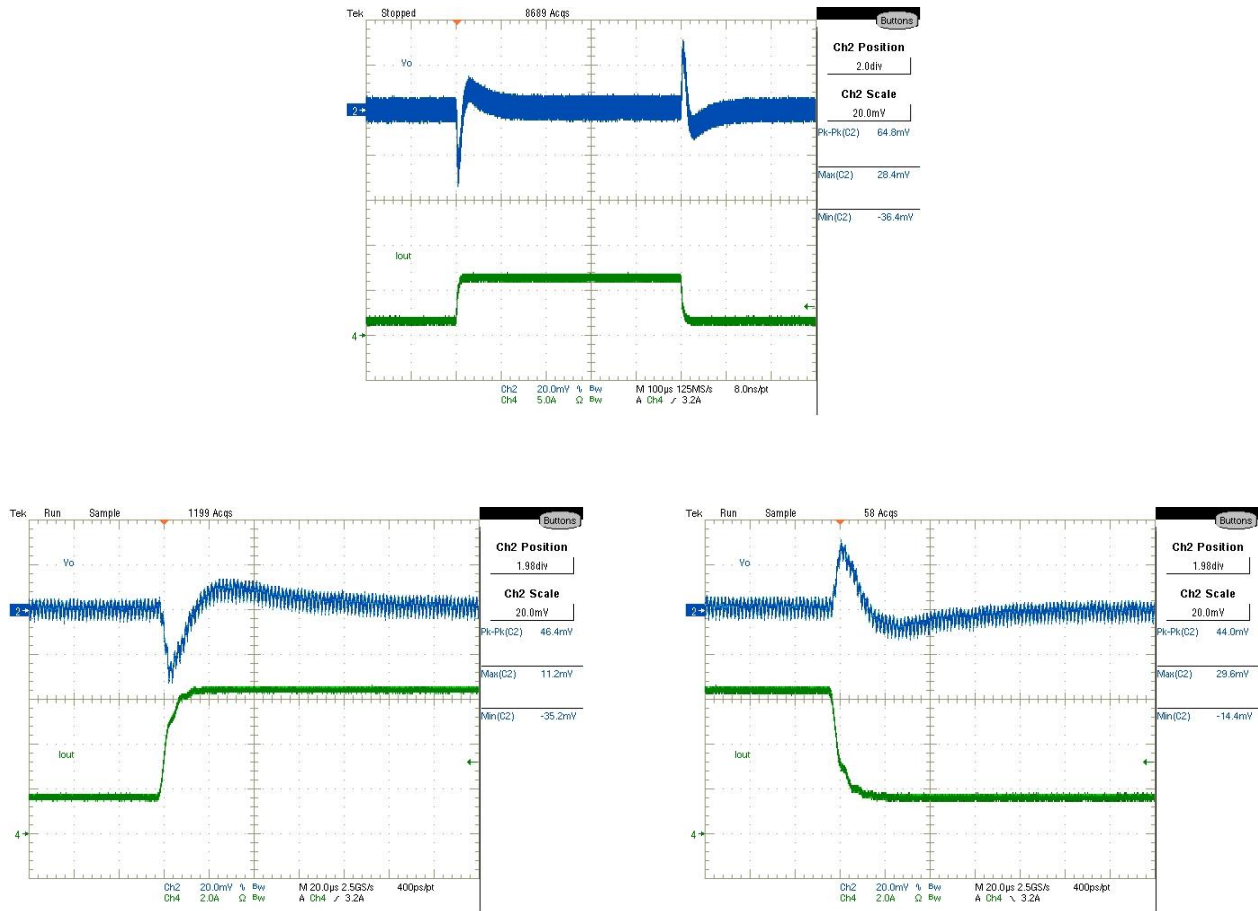 Tek Stopped 8689 Acqs
Buttons
Ch2 Position
2.0div
Ch2 Scale
20.0mV
Pk-Pk(C2) 64.8mV
Max(C2) 28.4mV
Min(C2) -36.4mV
Vo
2
Iout
4
Ch2 20.0mV % Bw M 100µs 125MS/s 8.0ns/pt
Ch4 5.0A Ω Bw A Ch4 / 3.2A
Tek Run Sample 1199 Acqs
Buttons
Ch2 Position
1.98div
Ch2 Scale
20.0mV
Pk-Pk(C2) 46.4mV
Max(C2) 11.2mV
Min(C2) -35.2mV
Vo
2
Iout
4
Ch2 20.0mV % Bw M 20.0µs 2.5GS/s 400ps/pt
Ch4 2.0A Ω Bw A Ch4 / 3.2A
Tek Run Sample 58 Acqs
Buttons
Ch2 Position
1.98div
Ch2 Scale
20.0mV
Pk-Pk(C2) 44.0mV
Max(C2) 29.6mV
Min(C2) -14.4mV
Vo
2
Iout
4
Ch2 20.0mV % Bw M 20.0µs 2.5GS/s 400ps/pt
Ch4 2.0A Ω Bw A Ch4 / 3.2A